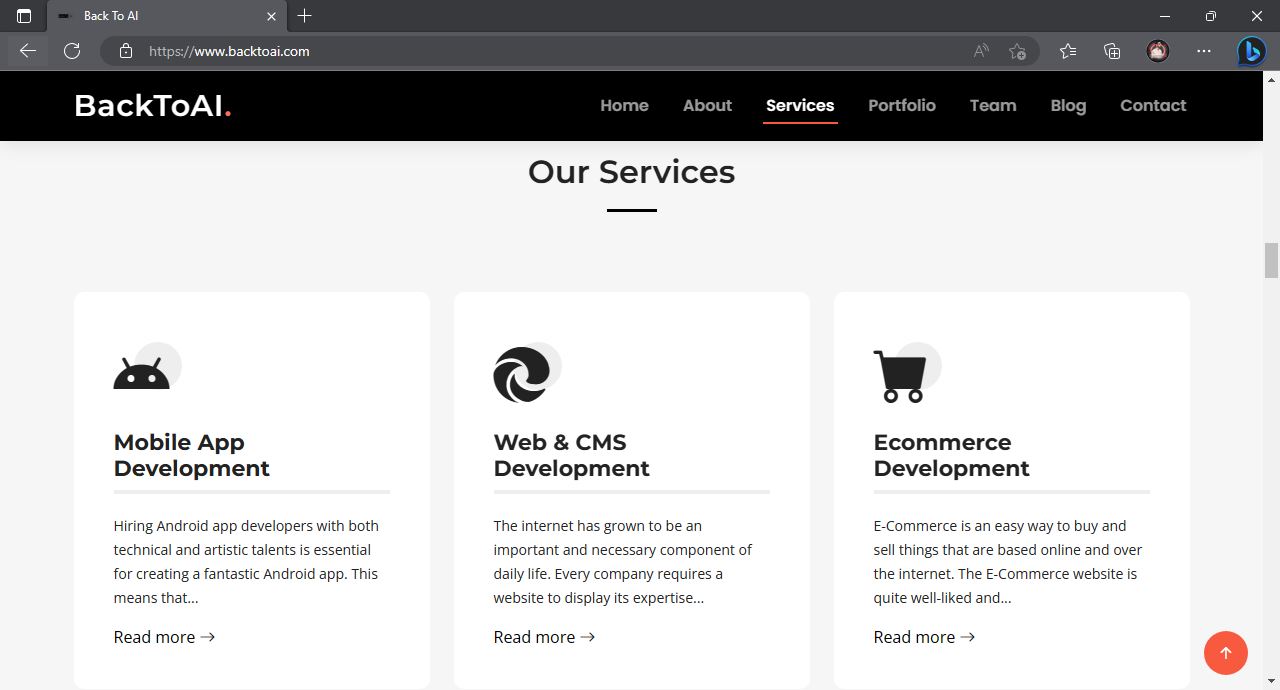 Back To AI
https://www.backtoai.com
BackToAI.
Home About Services Portfolio Team Blog Contact
Our Services
Mobile App
Development
Hiring Android app developers with both
technical and artistic talents is essential
for creating a fantastic Android app. This
means that...
Read more →
Web & CMS
Development
The internet has grown to be an
important and necessary component of
daily life. Every company requires a
website to display its expertise...
Read more →
Ecommerce
Development
E-Commerce is an easy way to buy and
sell things that are based online and over
the internet. The E-Commerce website is
quite well-liked and...
Read more →